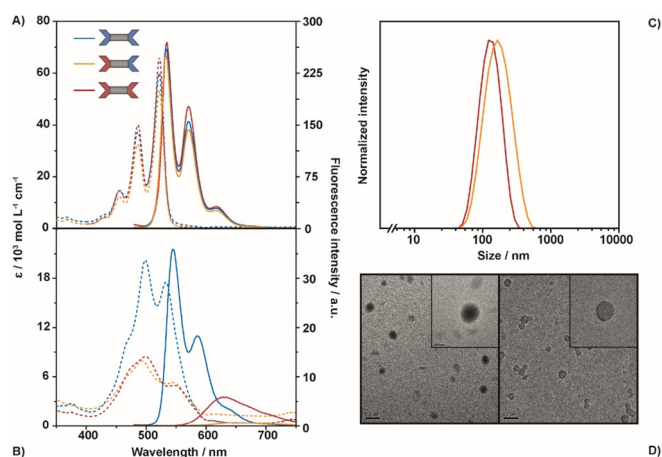 A)
80
60
40
20
0
300
225
150
75
0
18
12
6
0
30
20
10
0
400
500
600
700
ε / 10³ mol L⁻¹ cm⁻¹
Fluorescence intensity / a.u.
Wavelength / nm
B)
C)
Normalized intensity
10
100
1000
10000
Size / nm
D)